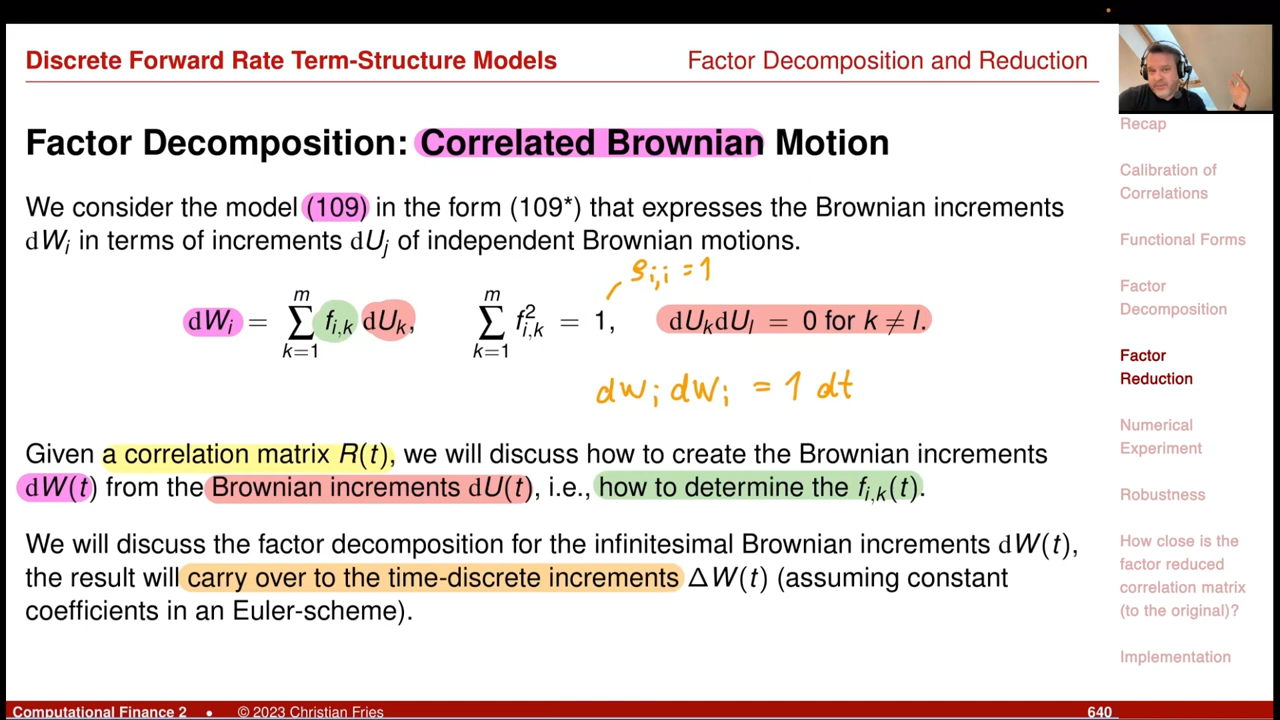 Discrete Forward Rate Term-Structure Models
Factor Decomposition and Reduction
Factor Decomposition: Correlated Brownian Motion
We consider the model (109) in the form (109*) that expresses the Brownian increments
dWᵢ in terms of increments dUⱼ of independent Brownian motions.
ρᵢ,ᵢ = 1
dWᵢ = ∑ₖ₌₁ᵐ fᵢ,ₖ dUₖ, ∑ₖ₌₁ᵐ f²ᵢ,ₖ = 1, dUₖdUₗ = 0 for k ≠ l.
dWᵢ dWᵢ = 1 dt
Given a correlation matrix R(t), we will discuss how to create the Brownian increments
dW(t) from the Brownian increments dU(t), i.e., how to determine the fᵢ,ₖ(t).
We will discuss the factor decomposition for the infinitesimal Brownian increments dW(t),
the result will carry over to the time-discrete increments ΔW(t) (assuming constant
coefficients in an Euler-scheme).
Recap
Calibration of
Correlations
Functional Forms
Factor
Decomposition
Factor
Reduction
Numerical
Experiment
Robustness
How close is the
factor reduced
correlation matrix
(to the original)?
Implementation
Computational Finance 2 • © 2023 Christian Fries
640